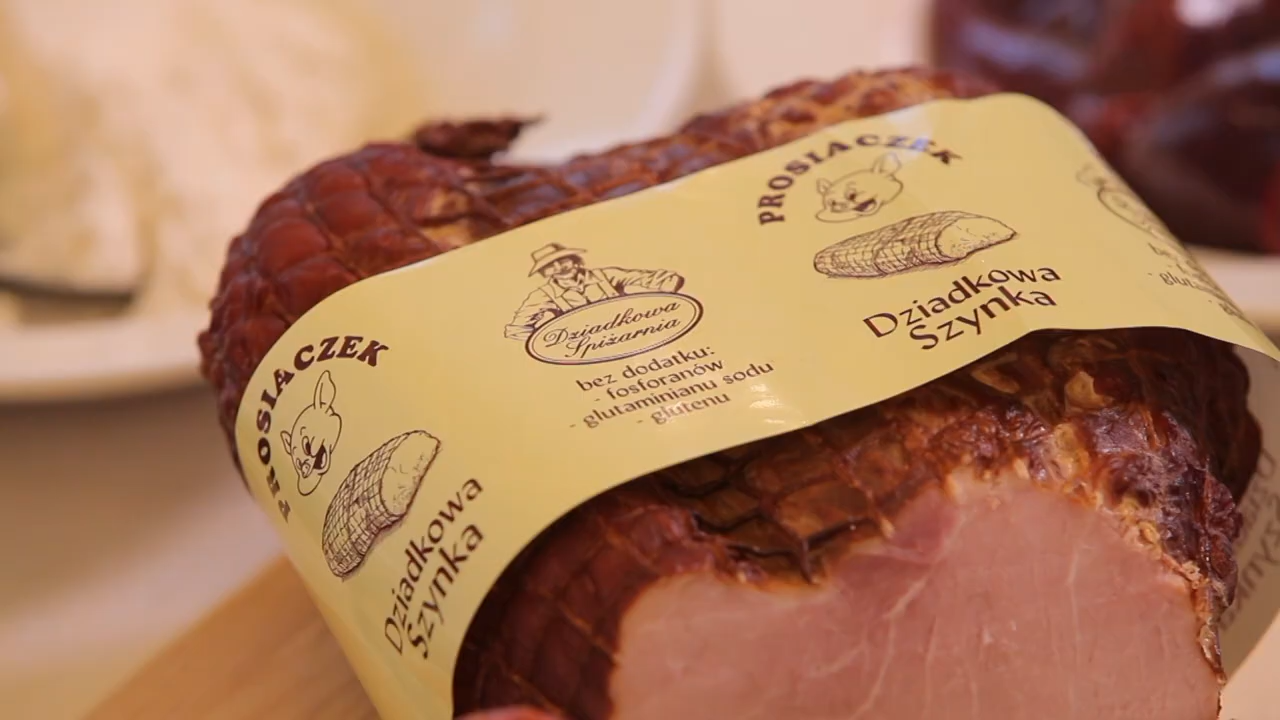 PROSIACZEK
Dziadkowa
Szynka
Dziadkowa
Spiżarnia
bez dodatku:
- fosforanów
- glutaminianu sodu
- glutenu
PROSIACZEK
Dziadkowa
Szynka